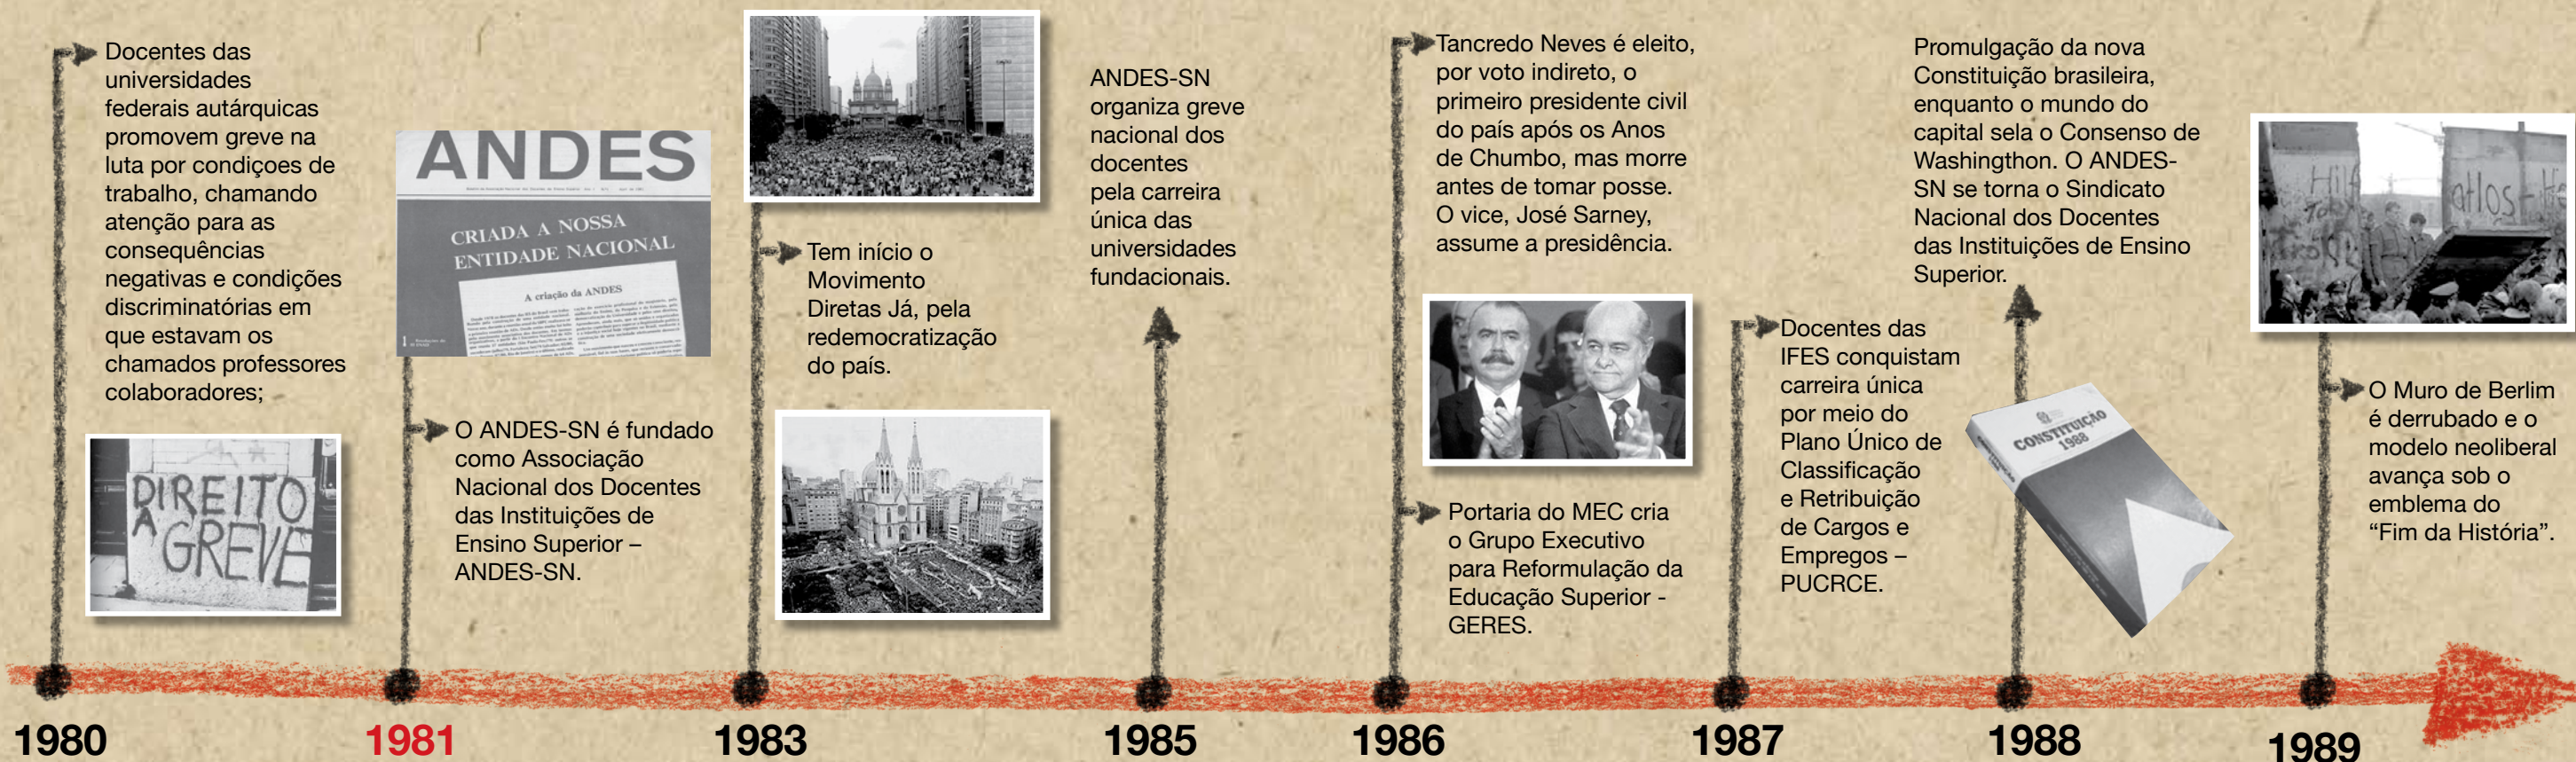 Docentes das
universidades
federais autárquicas
promovem greve na
luta por condiçoes de
trabalho, chamando
atenção para as
consequências
negativas e condições
discriminatórias em
que estavam os
chamados professores
colaboradores;
DIREITO
A
GREVE
1980
ANDES
CRIADA A NOSSA
ENTIDADE NACIONAL
A criação da ANDES
O ANDES-SN é fundado
como Associação
Nacional dos Docentes
das Instituições de
Ensino Superior –
ANDES-SN.
1981
Tem início o
Movimento
Diretas Já, pela
redemocratização
do país.
1983
ANDES-SN
organiza greve
nacional dos
docentes
pela carreira
única das
universidades
fundacionais.
1985
Tancredo Neves é eleito,
por voto indireto, o
primeiro presidente civil
do país após os Anos
de Chumbo, mas morre
antes de tomar posse.
O vice, José Sarney,
assume a presidência.
Portaria do MEC cria
o Grupo Executivo
para Reformulação da
Educação Superior -
GERES.
1986
Docentes das
IFES conquistam
carreira única
por meio do
Plano Único de
Classificação
e Retribuição
de Cargos e
Empregos –
PUCRCE.
1987
Promulgação da nova
Constituição brasileira,
enquanto o mundo do
capital sela o Consenso de
Washingthon. O ANDES-
SN se torna o Sindicato
Nacional dos Docentes
das Instituições de Ensino
Superior.
CONSTITUIÇÃO
1988
1988
O Muro de Berlim
é derrubado e o
modelo neoliberal
avança sob o
emblema do
“Fim da História”.
1989